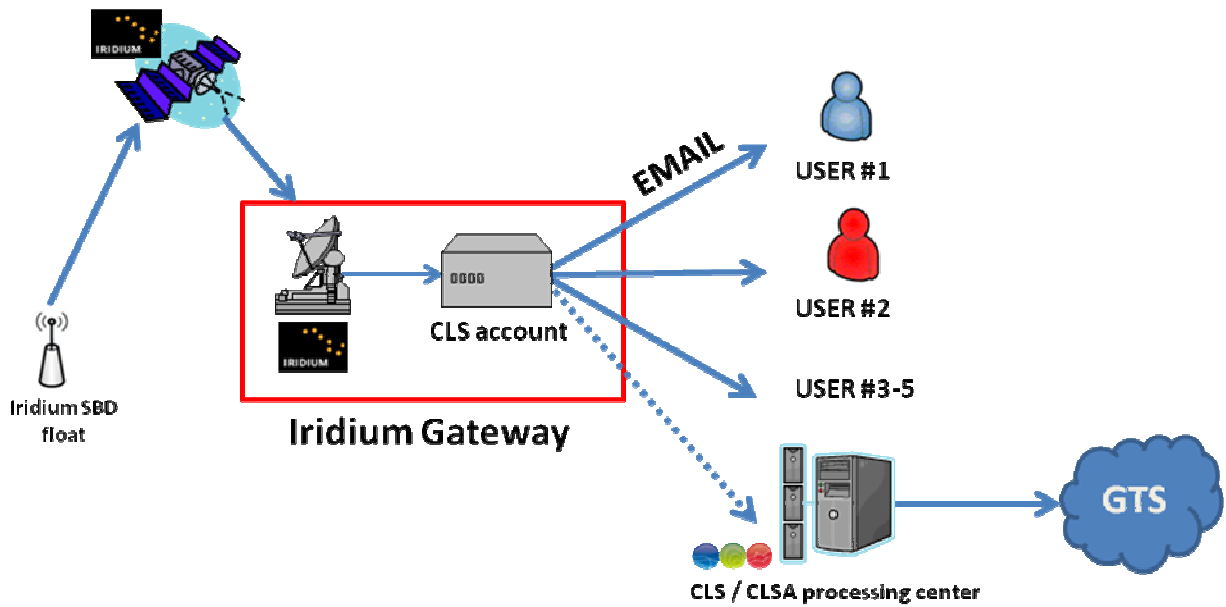 IRIDIUM
EMAIL
USER #1
USER #2
CLS account
IRIDIUM
USER #3-5
Iridium SBD
float
Iridium Gateway
GTS
CLS / CLSA processing center